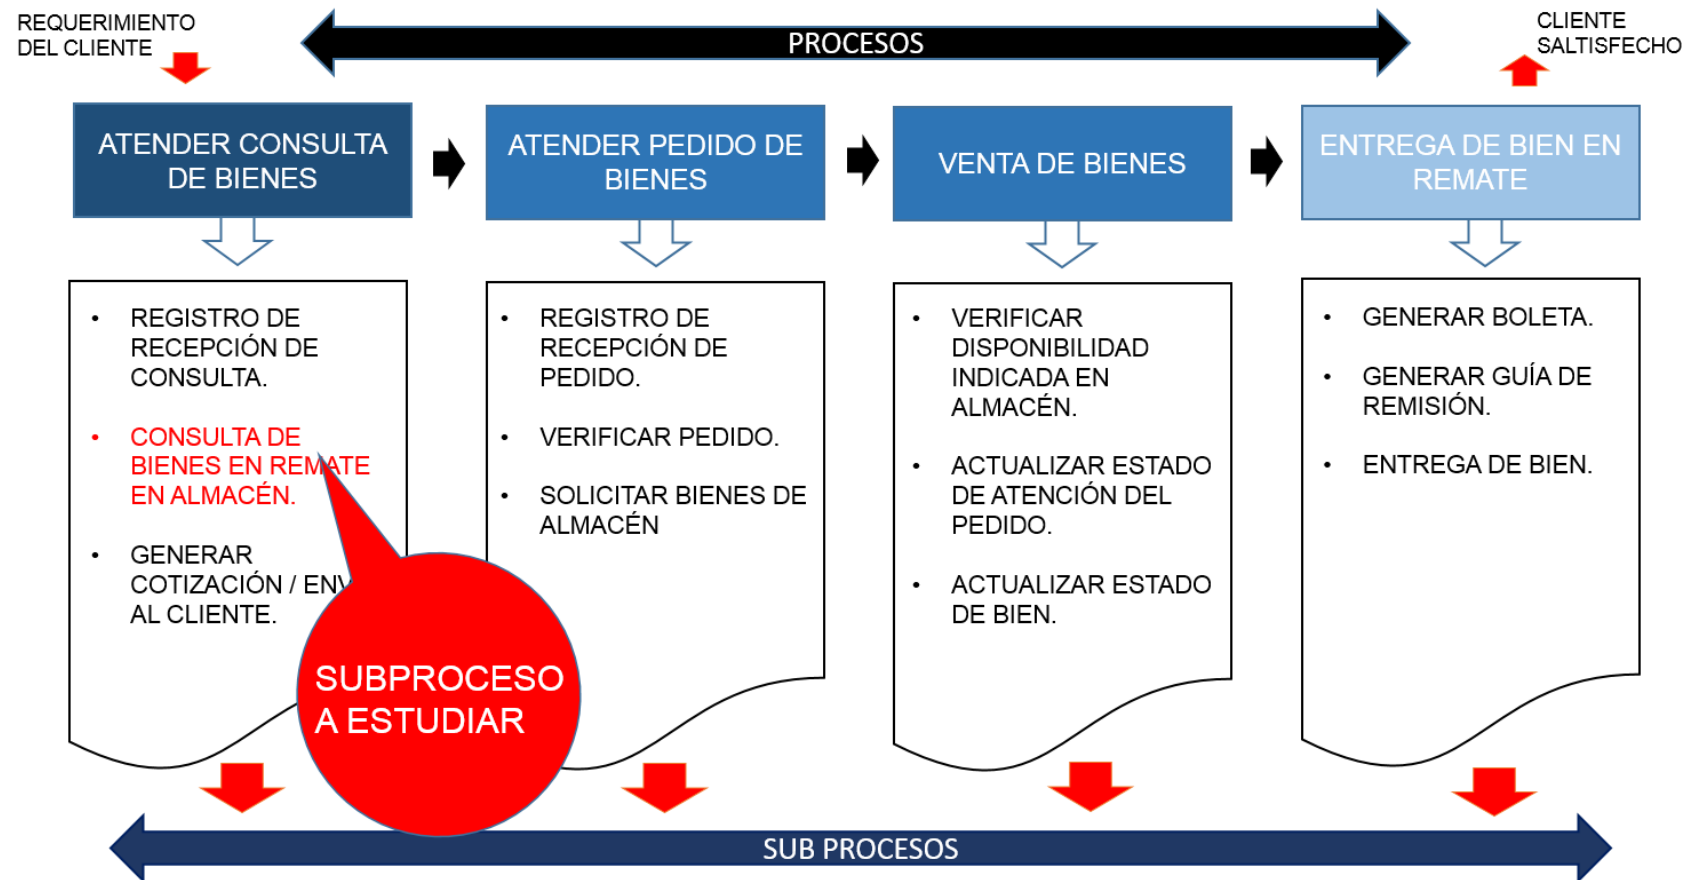 REQUERIMIENTO
DEL CLIENTE
PROCESOS
CLIENTE
SALTISFECHO
ATENDER CONSULTA
DE BIENES
ATENDER PEDIDO DE
BIENES
VENTA DE BIENES
ENTREGA DE BIEN EN
REMATE
• REGISTRO DE
RECEPCIÓN DE
CONSULTA.
• CONSULTA DE
BIENES EN REMATE
EN ALMACÉN.
• GENERAR
COTIZACIÓN /
AL CLIENTE.
• REGISTRO DE
RECEPCIÓN DE
PEDIDO.
• VERIFICAR PEDIDO.
• SOLICITAR BIENES DE
ALMACÉN
• VERIFICAR
DISPONIBILIDAD
INDICADA EN
ALMACÉN.
• ACTUALIZAR ESTADO
DE ATENCIÓN DEL
PEDIDO.
• ACTUALIZAR ESTADO
DE BIEN.
• GENERAR BOLETA.
• GENERAR GUÍA DE
REMISIÓN.
• ENTREGA DE BIEN.
SUBPROCESO
A ESTUDIAR
SUB PROCESOS